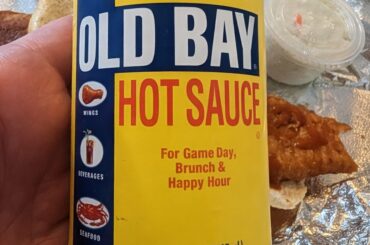 OLD BAY®
HOT SAUCE
WINGS
For Game Day,
Brunch &
Happy Hour
BEVERAGES
SEAFOOD